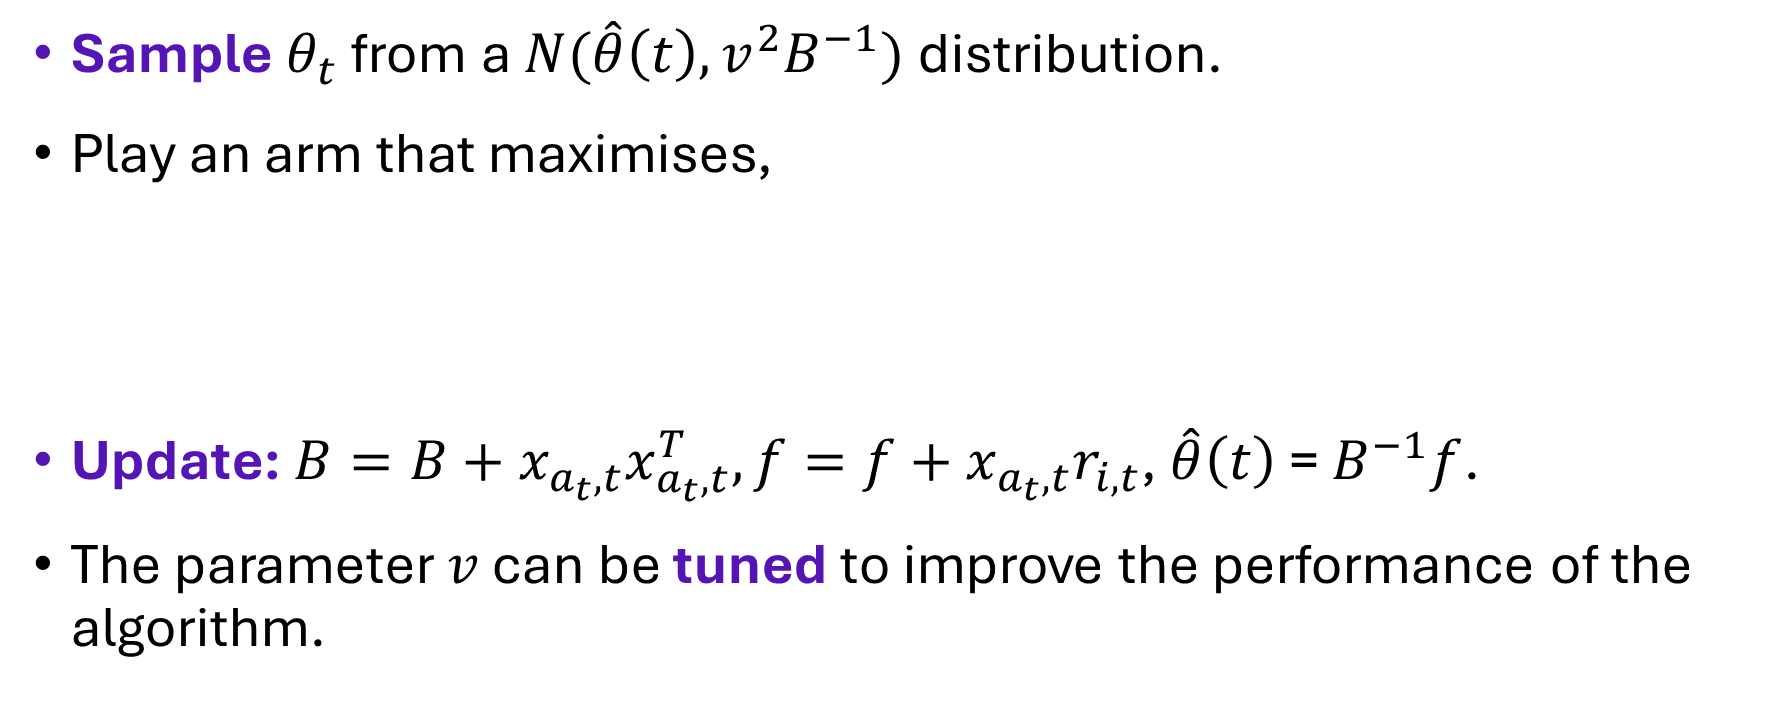 • Sample θ_t from a N(θ̂(t), v²B⁻¹) distribution.
• Play an arm that maximises,
• Update: B = B + x_{a_t,t}x_{a_t,t}^T, f = f + x_{a_t,t}r_{i,t}, θ̂(t) = B⁻¹f.
• The parameter v can be tuned to improve the performance of the
algorithm.